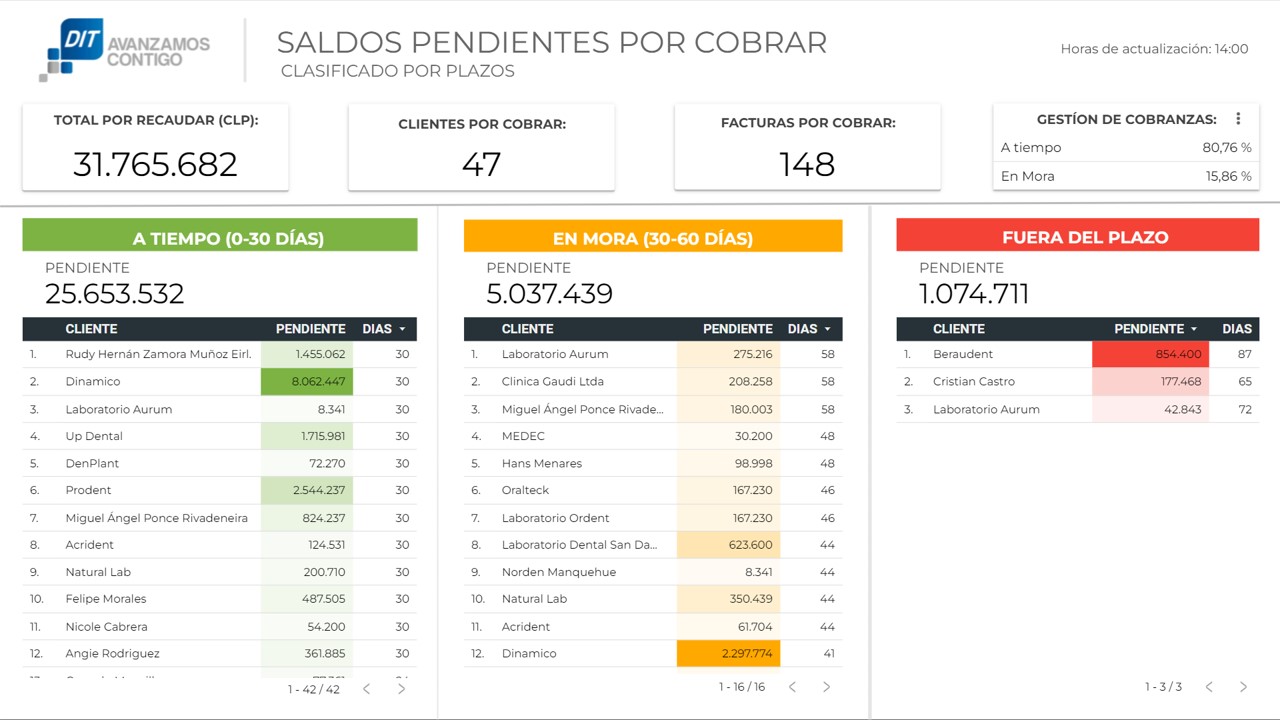 DIT
AVANZAMOS
CONTIGO
SALDOS PENDIENTES POR COBRAR
CLASIFICADO POR PLAZOS
Horas de actualización: 14:00
TOTAL POR RECAUDAR (CLP):
31.765.682
CLIENTES POR COBRAR:
47
FACTURAS POR COBRAR:
148
GESTÍON DE COBRANZAS:
A tiempo 80,76 %
En Mora 15,86 %
A TIEMPO (0-30 DÍAS)
PENDIENTE
25.653.532
CLIENTE PENDIENTE DIAS
1. Rudy Hernán Zamora Muñoz Eirl. 1.455.062 30
2. Dinamico 8.062.447 30
3. Laboratorio Aurum 8.341 30
4. Up Dental 1.715.981 30
5. DenPlant 72.270 30
6. Prodent 2.544.237 30
7. Miguel Ángel Ponce Rivadeneira 824.237 30
8. Acrident 124.531 30
9. Natural Lab 200.710 30
10. Felipe Morales 487.505 30
11. Nicole Cabrera 54.200 30
12. Angie Rodriguez 361.885 30
1 - 42 / 42
EN MORA (30-60 DÍAS)
PENDIENTE
5.037.439
CLIENTE PENDIENTE DIAS
1. Laboratorio Aurum 275.216 58
2. Clinica Gaudi Ltda 208.258 58
3. Miguel Ángel Ponce Rivade... 180.003 58
4. MEDEC 30.200 48
5. Hans Menares 98.998 48
6. Oralteck 167.230 46
7. Laboratorio Ordent 167.230 46
8. Laboratorio Dental San Da... 623.600 44
9. Norden Manquehue 8.341 44
10. Natural Lab 350.439 44
11. Acrident 61.704 44
12. Dinamico 2.297.774 41
1 - 16 / 16
FUERA DEL PLAZO
PENDIENTE
1.074.711
CLIENTE PENDIENTE DIAS
1. Beraudent 854.400 87
2. Cristian Castro 177.468 65
3. Laboratorio Aurum 42.843 72
1 - 3 / 3